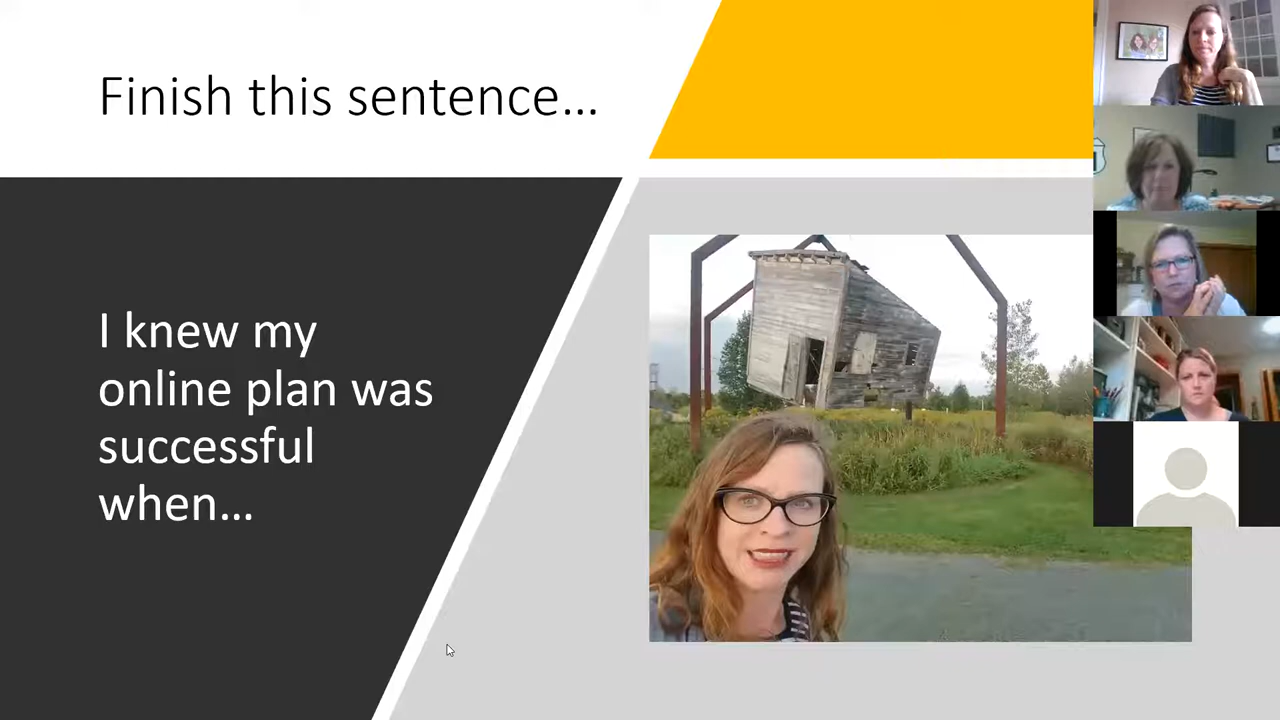 Finish this sentence…
I knew my
online plan was
successful
when…